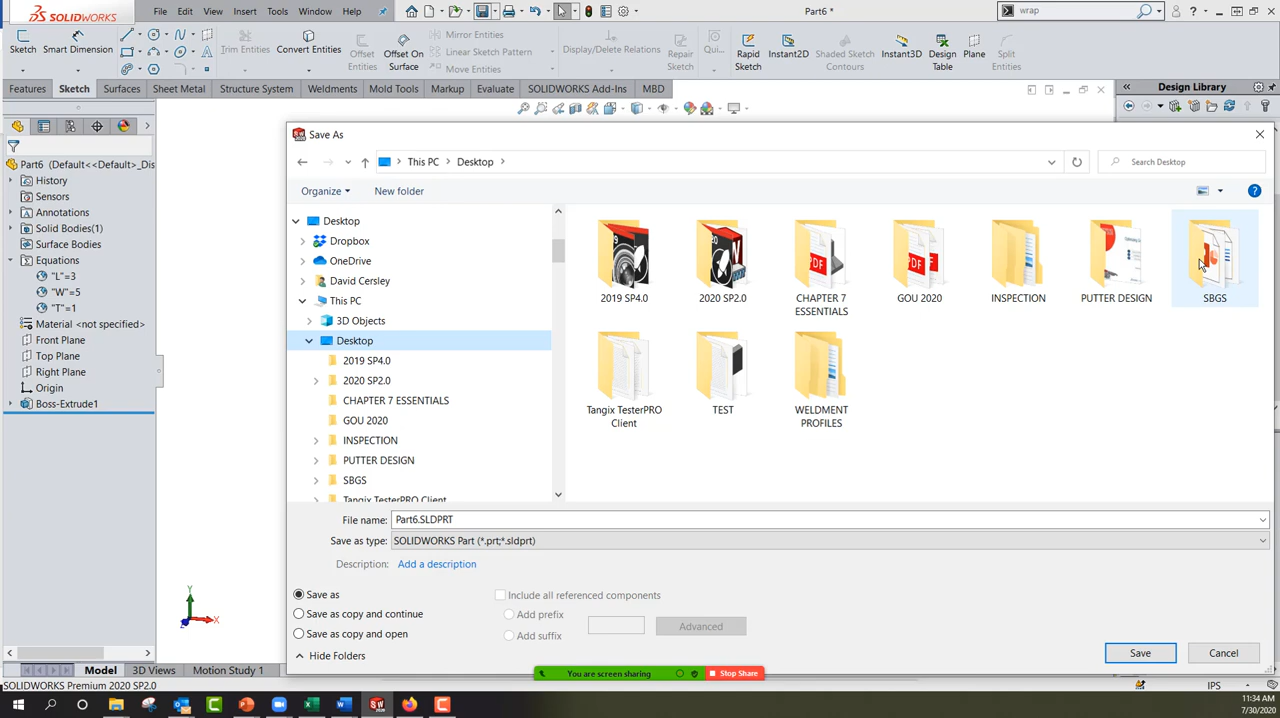 SOLIDWORKS File Edit View Insert Tools Window Help Part6 * wrap
Sketch Smart Dimension Trim Entities Convert Entities Offset Entities Offset On Surface Mirror Entities Linear Sketch Pattern Move Entities Display/Delete Relations Repair Sketch Qui... Rapid Sketch Instant2D Shaded Sketch Contours Instant3D Design Table Plane Split Entities
Features Sketch Surfaces Sheet Metal Structure System Weldments Mold Tools Markup Evaluate SOLIDWORKS Add-Ins MBD
Design Library
Part6 (Default<<Default>_Dis
History
Sensors
Annotations
Solid Bodies(1)
Surface Bodies
Equations
"L"=3
"W"=5
"T"=1
Material <not specified>
Front Plane
Top Plane
Right Plane
Origin
Boss-Extrude1
Save As
This PC > Desktop >
Search Desktop
Organize New folder
Desktop
Dropbox
OneDrive
David Cersley
This PC
3D Objects
Desktop
2019 SP4.0
2020 SP2.0
CHAPTER 7 ESSENTIALS
GOU 2020
INSPECTION
PUTTER DESIGN
SBGS
Tangix TesterPRO Client
2019 SP4.0 2020 SP2.0 CHAPTER 7 ESSENTIALS GOU 2020 INSPECTION PUTTER DESIGN SBGS
Tangix TesterPRO Client TEST WELDMENT PROFILES
File name: Part6.SLDPRT
Save as type: SOLIDWORKS Part (*.prt;*.sldprt)
Description: Add a description
Save as
Save as copy and continue
Save as copy and open
Include all referenced components
Add prefix
Add suffix
Advanced
Hide Folders
Save Cancel
Model 3D Views Motion Study 1
You are screen sharing Stop Share
SOLIDWORKS Premium 2020 SP2.0
IPS
11:34 AM
7/30/2020